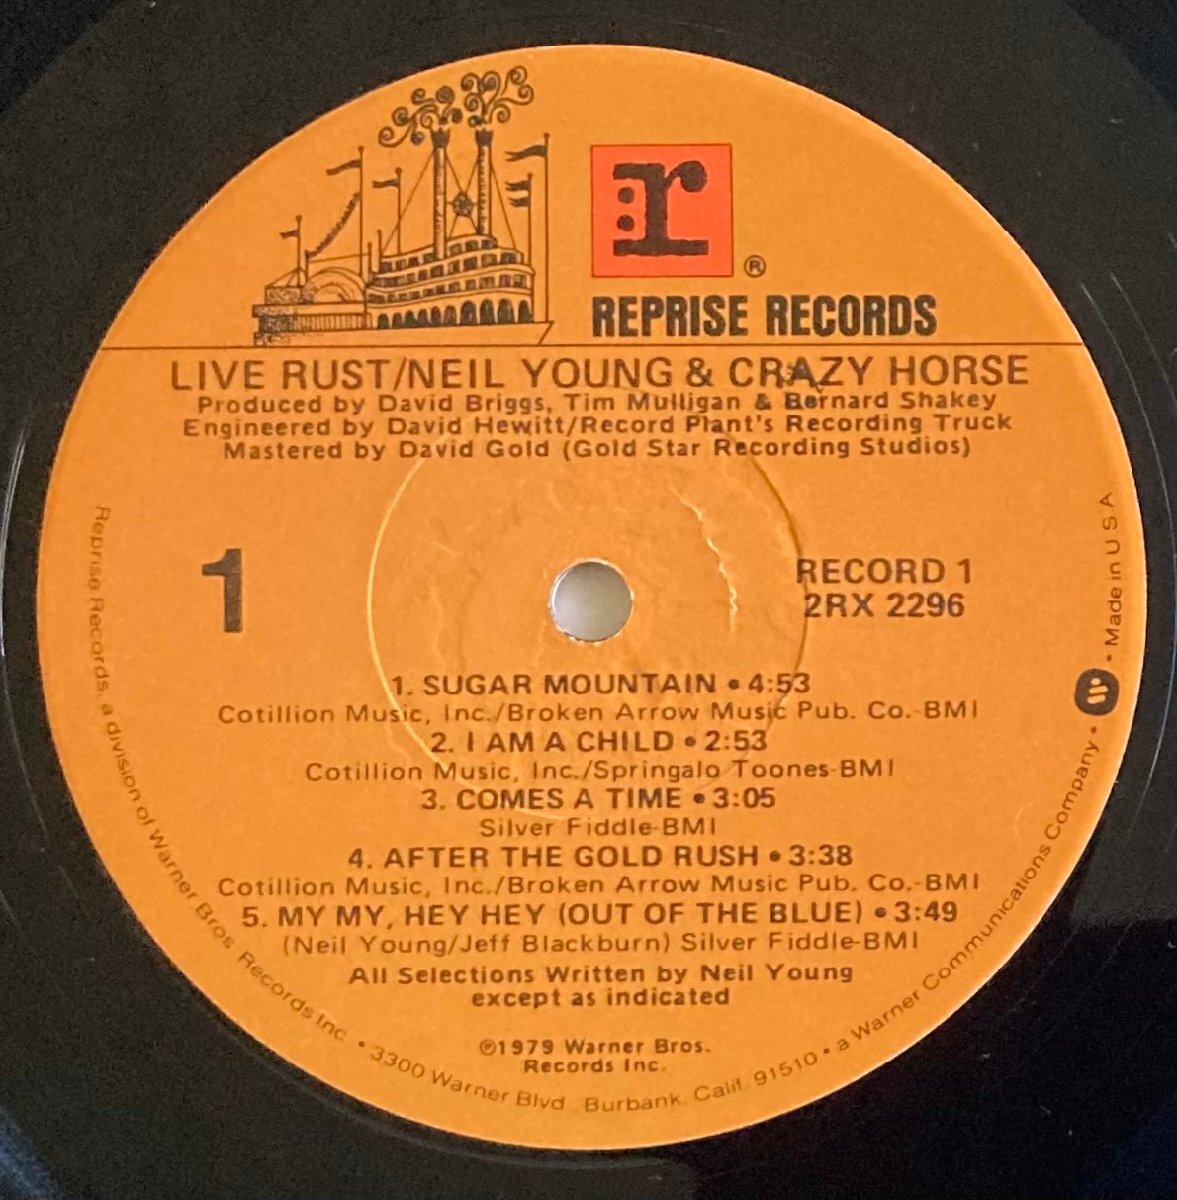 r
®
REPRISE RECORDS
LIVE RUST/NEIL YOUNG & CRAZY HORSE
Produced by David Briggs, Tim Mulligan & Bernard Shakey
Engineered by David Hewitt/Record Plant's Recording Truck
Mastered by David Gold (Gold Star Recording Studios)
1
RECORD 1
2RX 2296
1. SUGAR MOUNTAIN • 4:53
Cotillion Music, Inc./Broken Arrow Music Pub. Co.-BMI
2. I AM A CHILD • 2:53
Cotillion Music, Inc./Springalo Toones-BMI
3. COMES A TIME • 3:05
Silver Fiddle-BMI
4. AFTER THE GOLD RUSH • 3:38
Cotillion Music, Inc./Broken Arrow Music Pub. Co.-BMI
5. MY MY, HEY HEY (OUT OF THE BLUE) • 3:49
(Neil Young/Jeff Blackburn) Silver Fiddle-BMI
All Selections Written by Neil Young
except as indicated
℗1979 Warner Bros.
Records Inc.
Reprise Records, a division of Warner Bros. Records Inc. • 3300 Warner Blvd., Burbank, Calif. 91510 • a Warner Communications Company • W • Made in U.S.A.